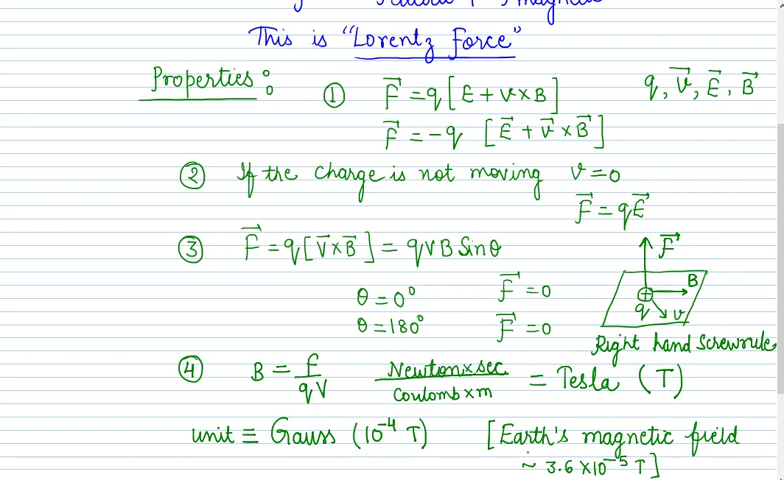 This is "Lorentz Force"
Properties:
① F⃗ = q [ E + v × B ] q, v⃗, E⃗, B⃗
F⃗ = -q [ E⃗ + v⃗ × B⃗ ]
② If the charge is not moving v = 0
F⃗ = qE⃗
③ F⃗ = q [ V⃗ × B⃗ ] = qVB Sinθ
F⃗
θ = 0° F⃗ = 0
B
θ = 180° F⃗ = 0
q v
Right hand Screwrule
④ B = f/qV Newton × sec / Coulomb × m = Tesla (T)
unit ≡ Gauss (10⁻⁴ T) [Earth's magnetic field
~ 3.6 × 10⁻⁵ T]